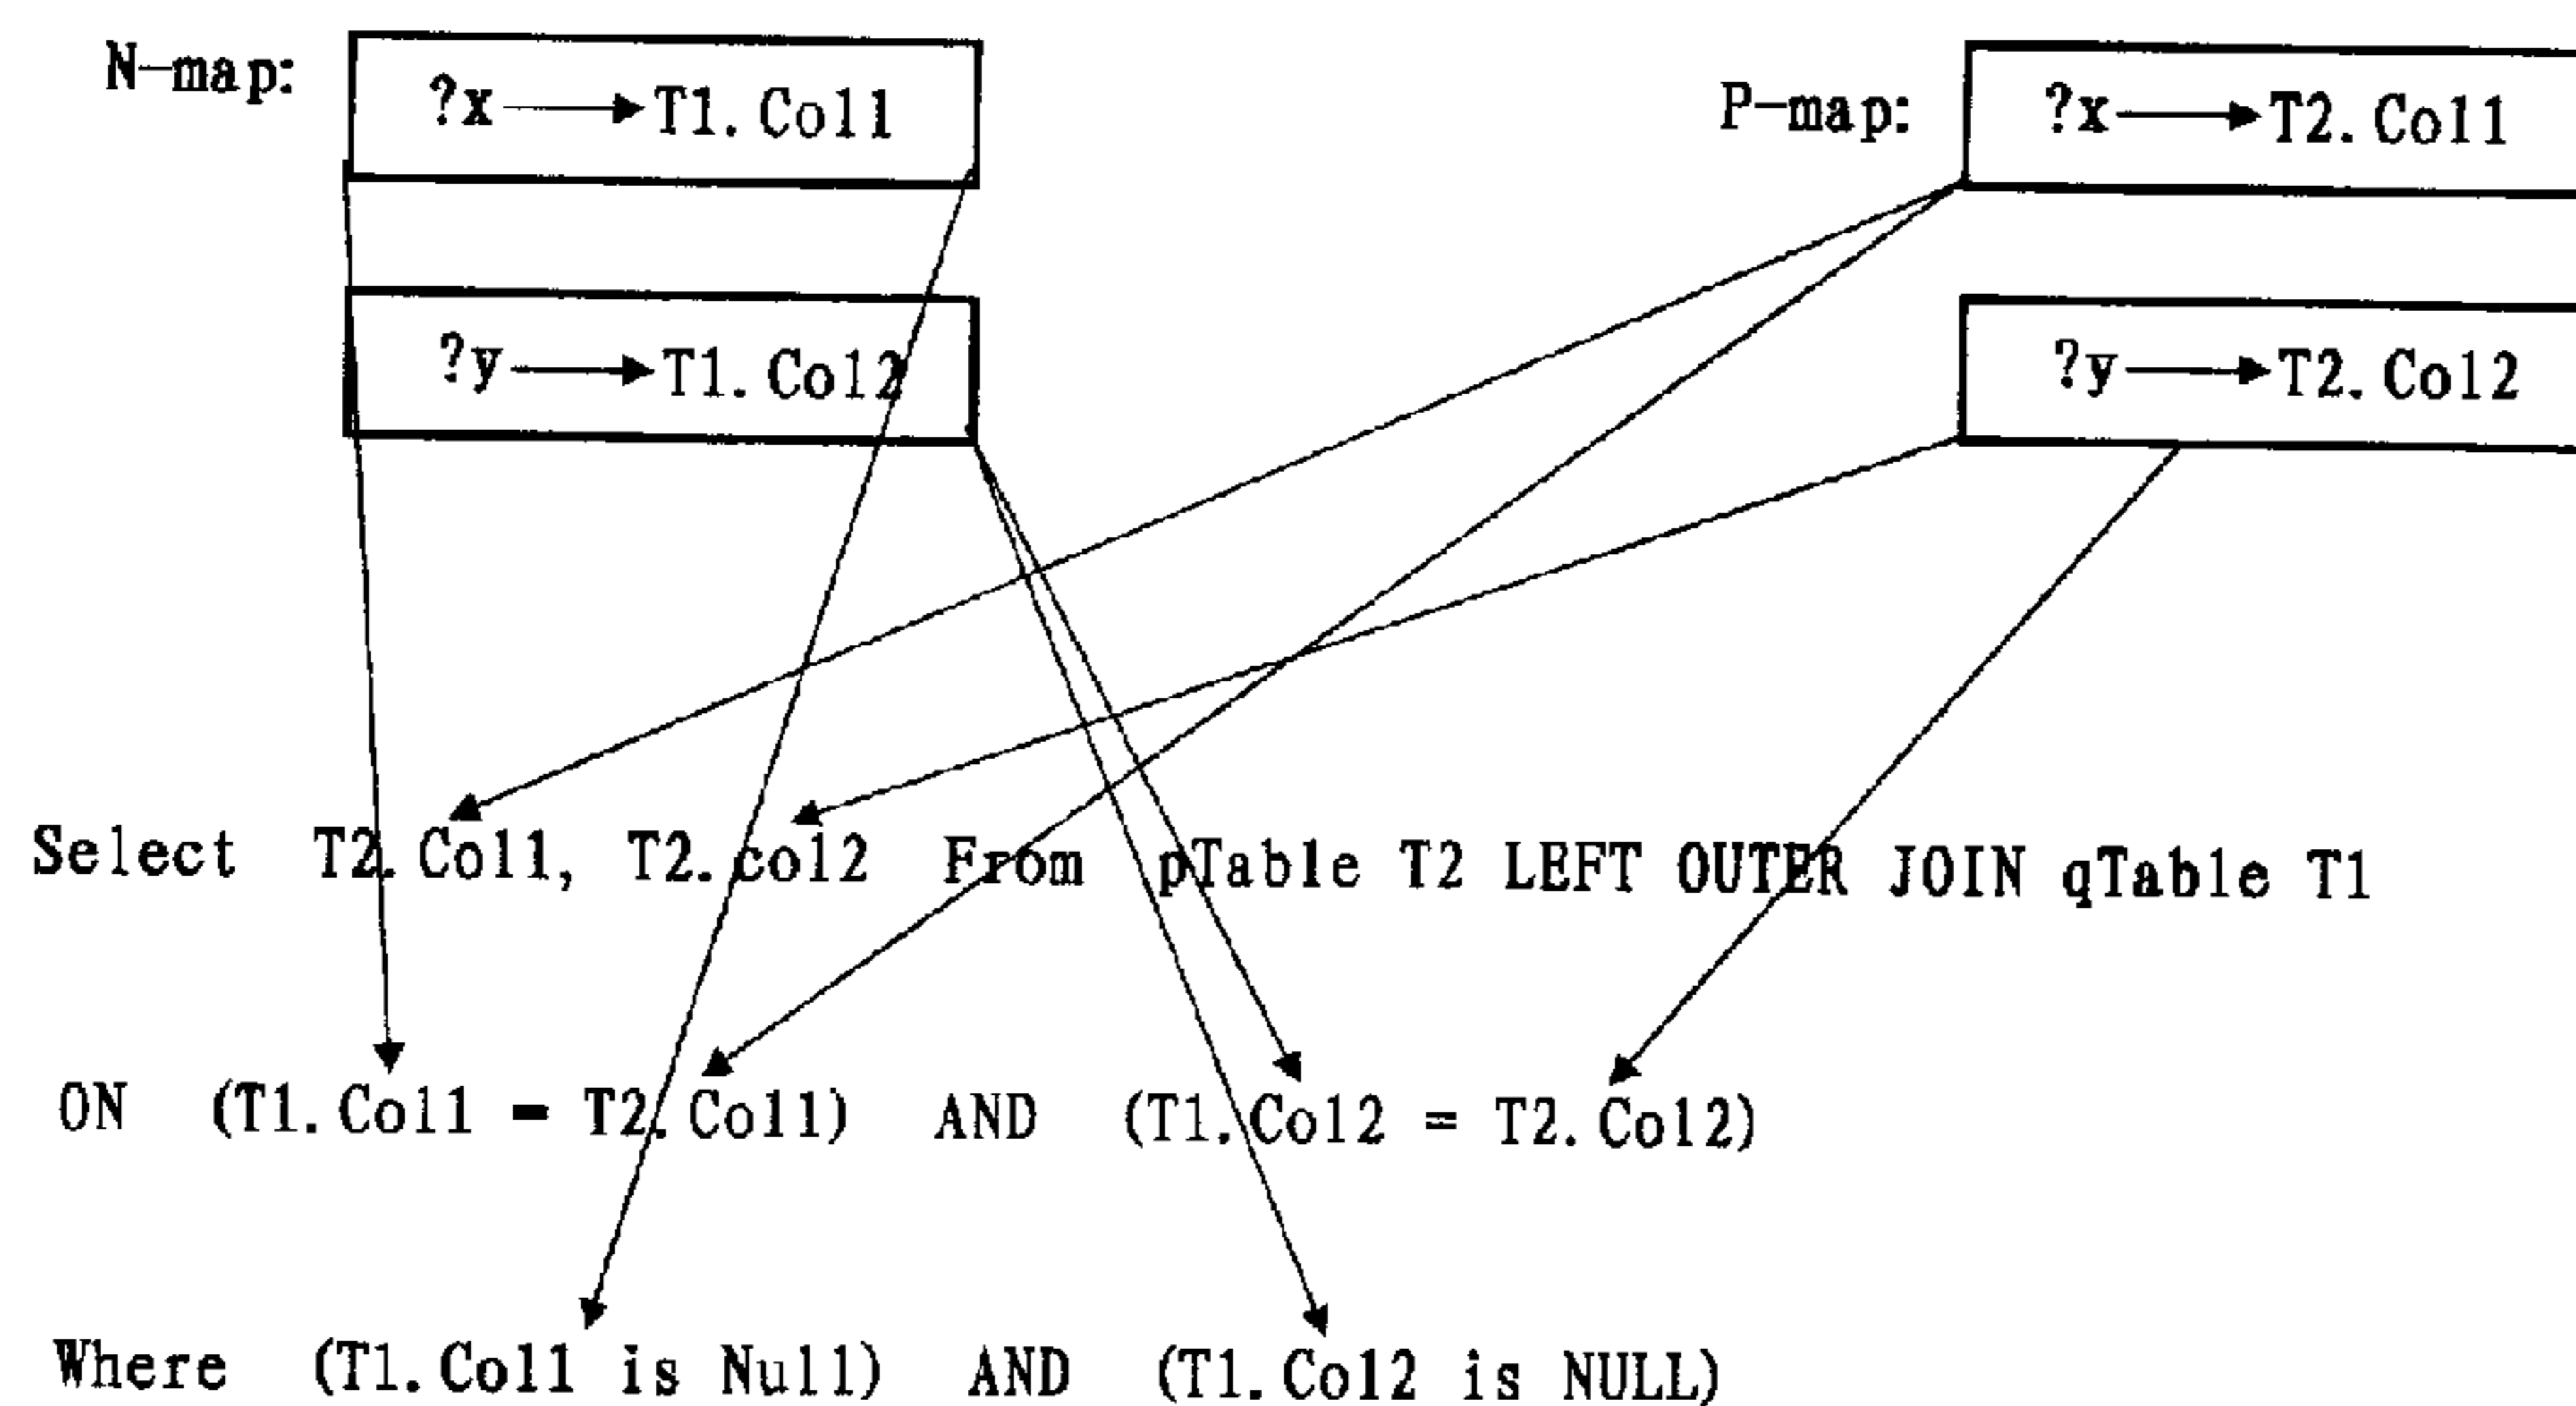 N-map: ?x T1.Col1 P-map: ?x T2.Col1
?y T1.Col2 ?y T2.Col2
Select T2.Col1, T2.col2 From pTable T2 LEFT OUTER JOIN qTable T1
ON (T1.Col1 = T2.Col1) AND (T1.Col2 = T2.Col2)
Where (T1.Col1 is Null) AND (T1.Col2 is NULL)